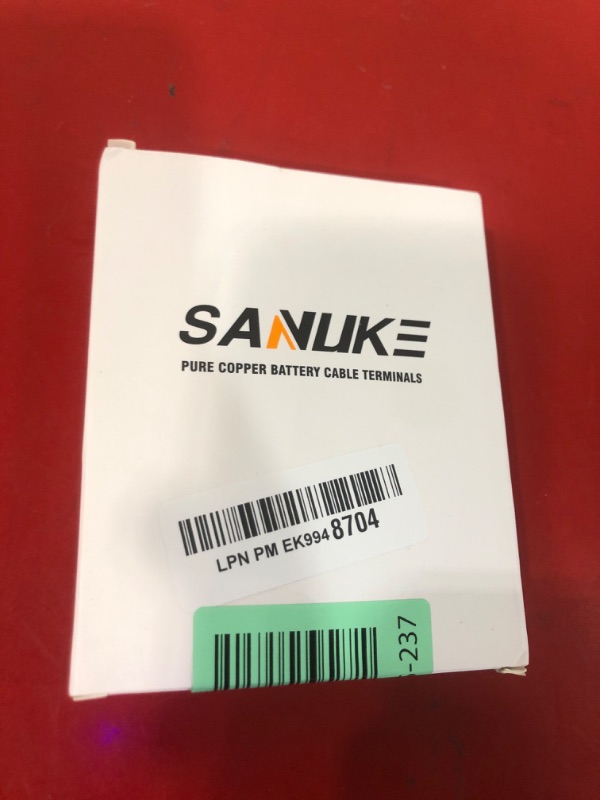 SANUKE
PURE COPPER BATTERY CABLE TERMINALS
LPN PM EK994 8704
-237